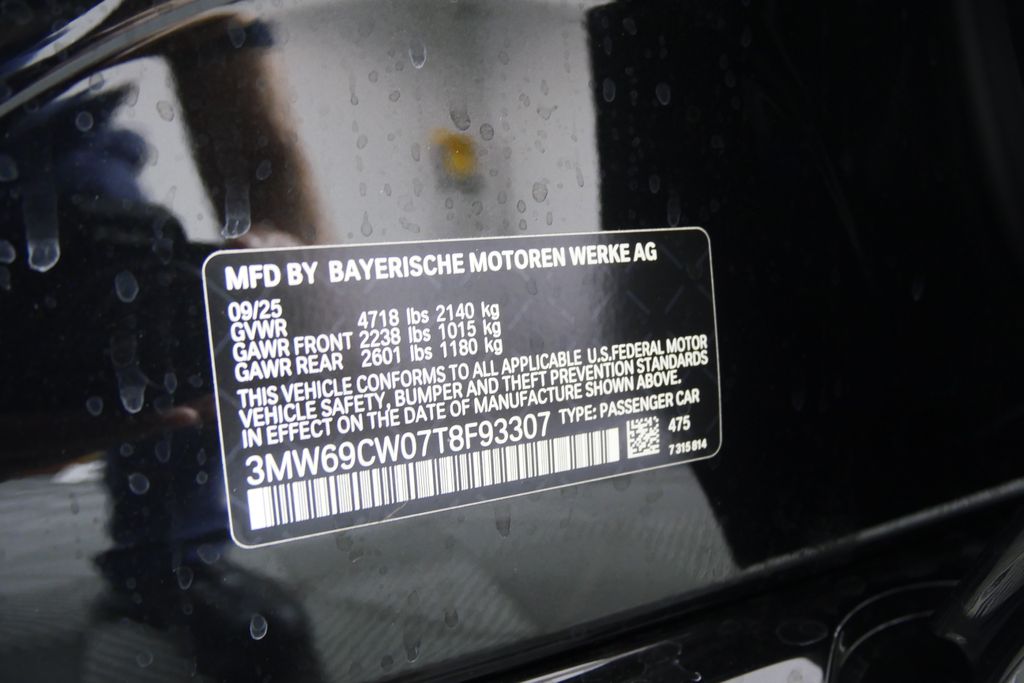 MFD BY BAYERISCHE MOTOREN WERKE AG
09/25
GVWR 4718 lbs 2140 kg
GAWR FRONT 2238 lbs 1015 kg
GAWR REAR 2601 lbs 1180 kg
THIS VEHICLE CONFORMS TO ALL APPLICABLE U.S.FEDERAL MOTOR
VEHICLE SAFETY, BUMPER AND THEFT PREVENTION STANDARDS
IN EFFECT ON THE DATE OF MANUFACTURE SHOWN ABOVE.
3MW69CW07T8F93307 TYPE: PASSENGER CAR
475
7 315 814